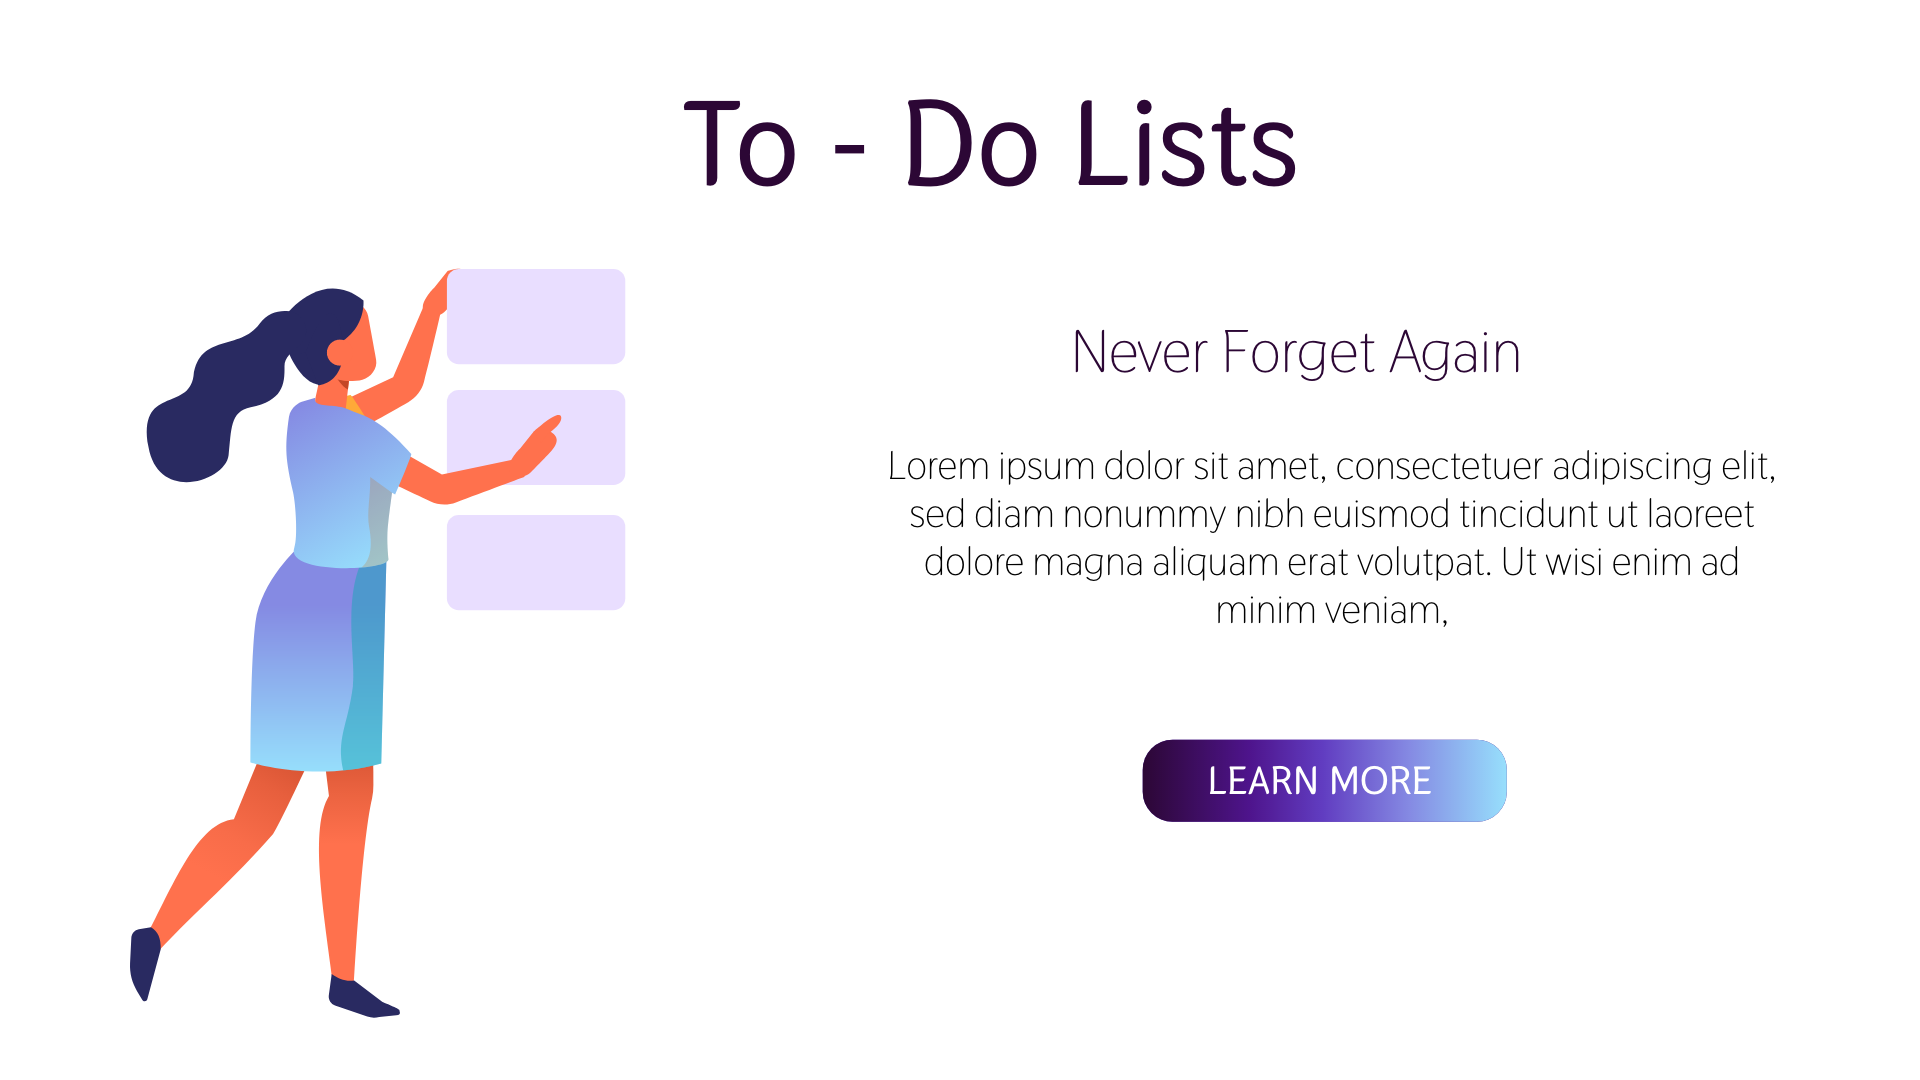 To - Do Lists
Never Forget Again
Lorem ipsum dolor sit amet, consectetuer adipiscing elit,
sed diam nonummy nibh euismod tincidunt ut laoreet
dolore magna aliquam erat volutpat. Ut wisi enim ad
minim veniam,
LEARN MORE